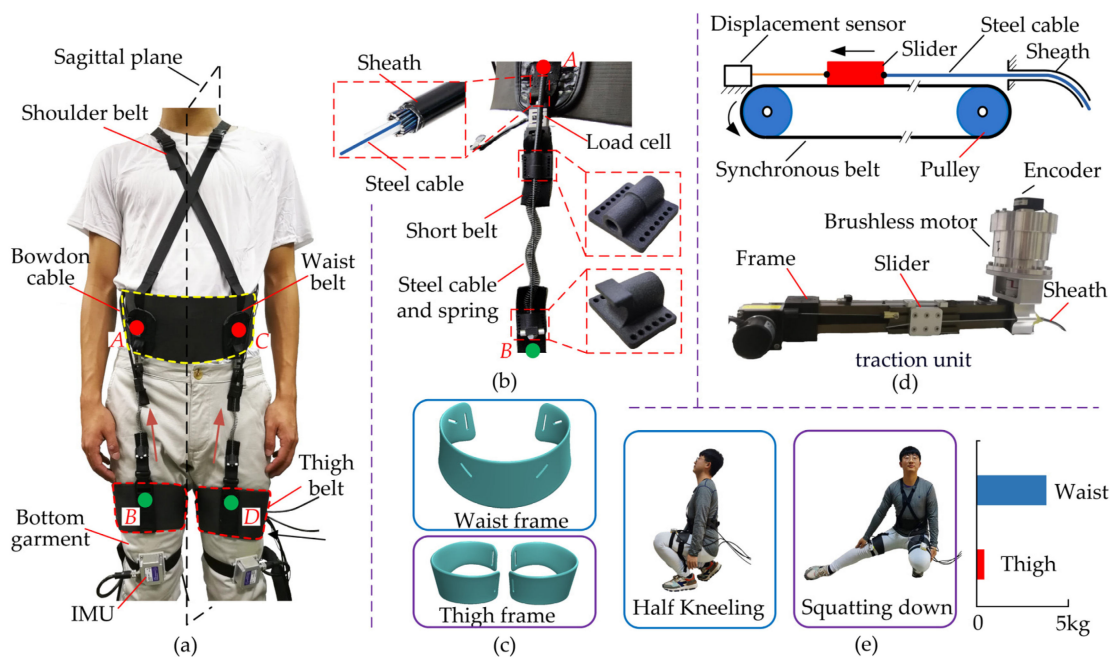 Sagittal plane
Shoulder belt
Bowdon
cable
Waist
belt
A
C
Thigh
belt
B
D
Bottom
garment
IMU
(a)
Sheath
A
Load cell
Steel cable
Short belt
Steel cable
and spring
B
(b)
Waist frame
Thigh frame
(c)
Displacement
sensor
Slider
Steel cable
Sheath
Synchronous belt
Pulley
Encoder
Brushless motor
Frame
Slider
Sheath
traction unit
(d)
Half Kneeling
Squatting down
Waist
Thigh
0
5kg
(e)